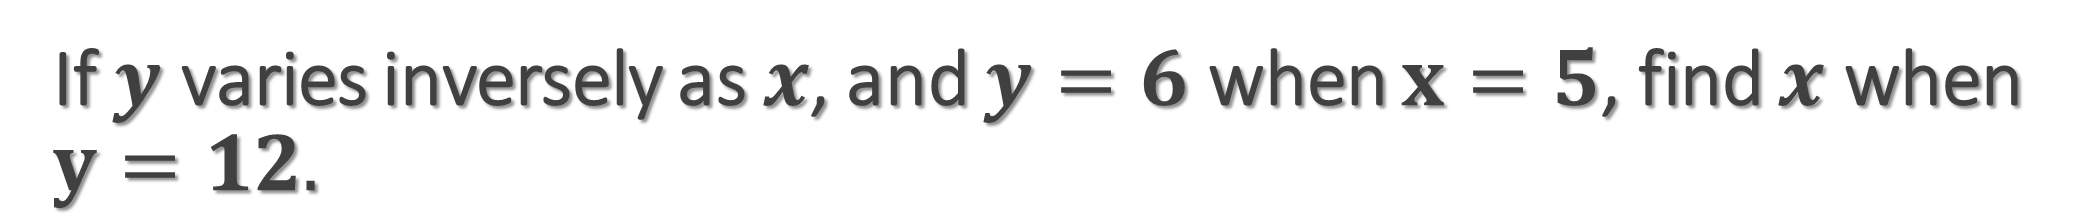 If y varies inversely as x, and y = 6 when x = 5, find x when
y = 12.